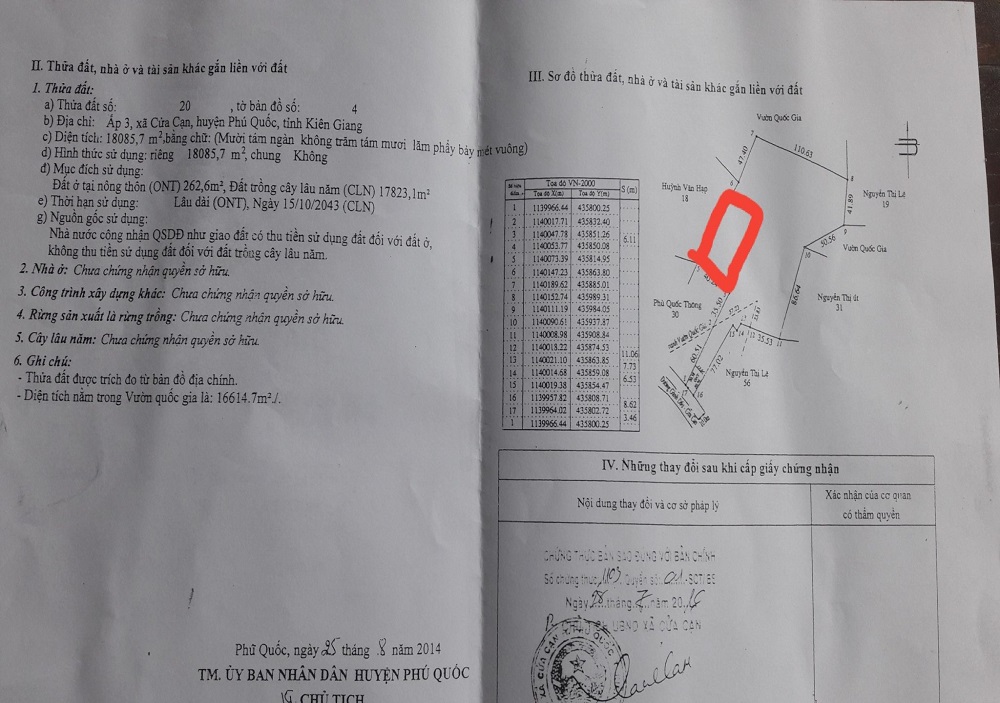 II. Thửa đất, nhà ở và tài sản khác gắn liền với đất
1. Thửa đất:
a) Thửa đất số: 20 , tờ bản đồ số: 4
b) Địa chỉ: Ấp 3, xã Cửa Cạn, huyện Phú Quốc, tỉnh Kiên Giang
c) Diện tích: 18085,7 m², bằng chữ: (Mười tám ngàn không trăm tám mươi lăm phẩy bảy mét vuông)
d) Hình thức sử dụng: riêng 18085,7 m², chung Không
đ) Mục đích sử dụng:
Đất ở tại nông thôn (ONT) 262,6m², Đất trồng cây lâu năm (CLN) 17823,1m²
e) Thời hạn sử dụng: Lâu dài (ONT), Ngày 15/10/2043 (CLN)
g) Nguồn gốc sử dụng:
Nhà nước công nhận QSDĐ như giao đất có thu tiền sử dụng đất đối với đất ở,
không thu tiền sử dụng đất đối với đất trồng cây lâu năm.
2. Nhà ở: Chưa chứng nhận quyền sở hữu.
3. Công trình xây dựng khác: Chưa chứng nhận quyền sở hữu.
4. Rừng sản xuất là rừng trồng: Chưa chứng nhận quyền sở hữu.
5. Cây lâu năm: Chưa chứng nhận quyền sở hữu.
6. Ghi chú:
- Thửa đất được trích đo từ bản đồ địa chính.
- Diện tích nằm trong Vườn quốc gia là: 16614.7m²./.
Phú Quốc, ngày 25 tháng 8 năm 2014
TM. ỦY BAN NHÂN DÂN HUYỆN PHÚ QUỐC
CHỦ TỊCH
III. Sơ đồ thửa đất, nhà ở và tài sản khác gắn liền với đất
Tọa độ VN-2000 S (m)
Tọa độ X(m) Tọa độ Y(m)
1 1139966.44 435800.25
2 1140017.71 435832.40
3 1140047.78 435851.26
6.11
4 1140053.77 435850.08
5 1140073.39 435814.95
6 1140147.23 435863.80
7 1140189.62 435885.01
8 1140152.74 435989.31
9 1140111.19 435984.05
10 1140090.61 435937.87
11 1140008.98 435908.84
12 1140018.22 435874.53
11.06
13 1140021.10 435863.85
7.73
14 1140014.68 435859.08
6.53
15 1140019.38 435854.47
16 1139957.82 435808.71
8.62
17 1139964.02 435802.72
3.46
1 1139966.44 435800.25
Vườn Quốc Gia
7
47.40
110.63
6
8
Huỳnh Văn Hạp
18
Nguyễn Thị Lê
19
41.89
9
50.56
10
Vườn Quốc Gia
5
Phú Quốc Thông
30
35.50
86.64
Nguyễn Thị út
31
35.53
11
60.51
77.02
Nguyễn Thị Lê
56
16
IV. Những thay đổi sau khi cấp giấy chứng nhận
Nội dung thay đổi và cơ sở pháp lý
Xác nhận của cơ quan
có thẩm quyền
CHỨNG THỰC BẢN SAO ĐÚNG VỚI BẢN CHÍNH
Số chứng thực 1103 Quyển số: 01 -SCT/BS
Ngày 28 tháng 7 năm 2016
UBND XÃ CỬA CẠN